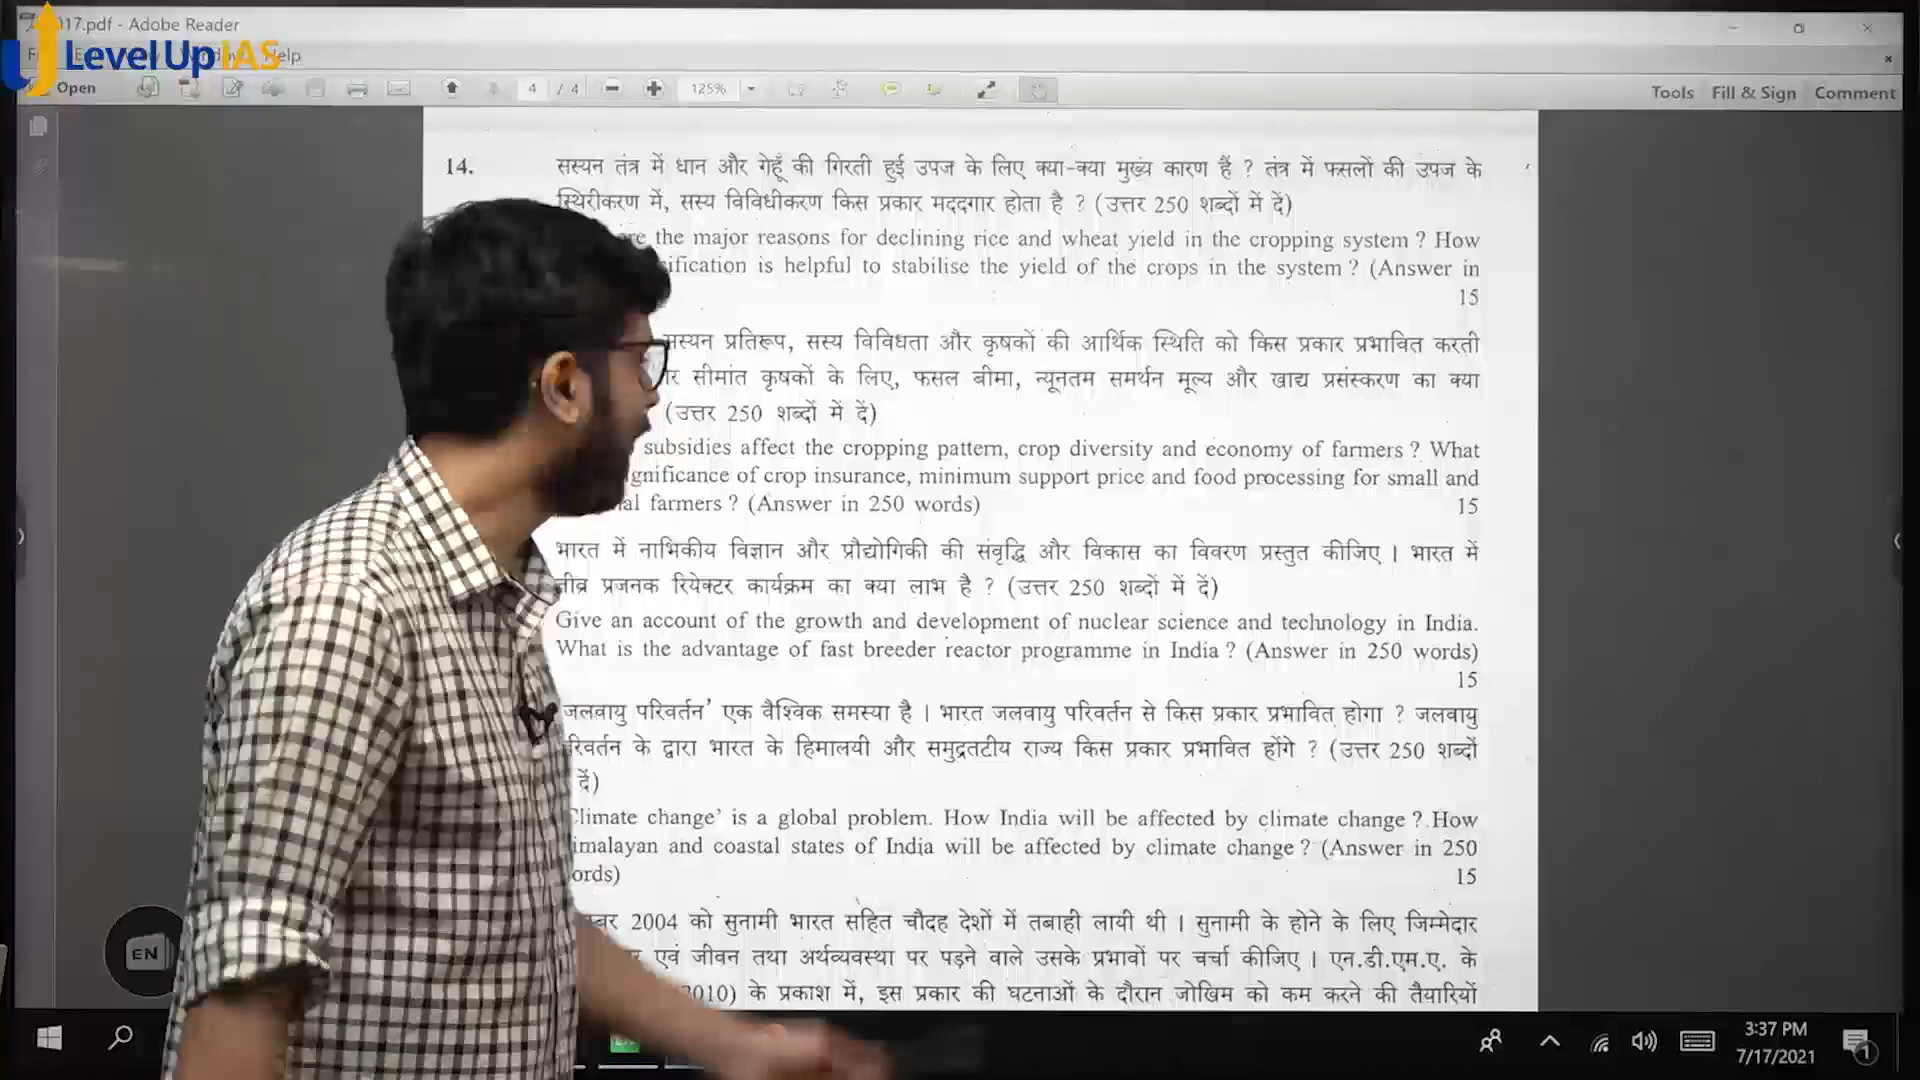 17.pdf - Adobe Reader
LevelUp IAS
Help
Open
4 / 4
125%
Tools Fill & Sign Comment
14. सस्यन तंत्र में धान और गेहूँ की गिरती हुई उपज के लिए क्या-क्या मुख्य कारण हैं ? तंत्र में फसलों की उपज के
स्थिरीकरण में, सस्य विविधीकरण किस प्रकार मददगार होता है ? (उत्तर 250 शब्दों में दें)
the major reasons for declining rice and wheat yield in the cropping system ? How
is helpful to stabilise the yield of the crops in the system ? (Answer in
15
सस्यन प्रतिरूप, सस्य विविधता और कृषकों की आर्थिक स्थिति को किस प्रकार प्रभावित करती
सीमांत कृषकों के लिए, फसल बीमा, न्यूनतम समर्थन मूल्य और खाद्य प्रसंस्करण का क्या
(उत्तर 250 शब्दों में दें)
subsidies affect the cropping pattern, crop diversity and economy of farmers ? What
of crop insurance, minimum support price and food processing for small and
farmers ? (Answer in 250 words) 15
भारत में नाभिकीय विज्ञान और प्रौद्योगिकी की संवृद्धि और विकास का विवरण प्रस्तुत कीजिए । भारत में
तीव्र प्रजनक रियेक्टर कार्यक्रम का क्या लाभ है ? (उत्तर 250 शब्दों में दें)
Give an account of the growth and development of nuclear science and technology in India.
What is the advantage of fast breeder reactor programme in India ? (Answer in 250 words)
15
जलवायु परिवर्तन' एक वैश्विक समस्या है । भारत जलवायु परिवर्तन से किस प्रकार प्रभावित होगा ? जलवायु
के द्वारा भारत के हिमालयी और समुद्रतटीय राज्य किस प्रकार प्रभावित होंगे ? (उत्तर 250 शब्दों
दें)
Climate change' is a global problem. How India will be affected by climate change ? How
and coastal states of India will be affected by climate change ? (Answer in 250
15
2004 को सुनामी भारत सहित चौदह देशों में तबाही लायी थी । सुनामी के होने के लिए जिम्मेदार
एवं जीवन तथा अर्थव्यवस्था पर पड़ने वाले उसके प्रभावों पर चर्चा कीजिए । एन.डी.एम.ए. के
2010) के प्रकाश में, इस प्रकार की घटनाओं के दौरान जोखिम को कम करने की तैयारियों
EN
3:37 PM
7/17/2021
1